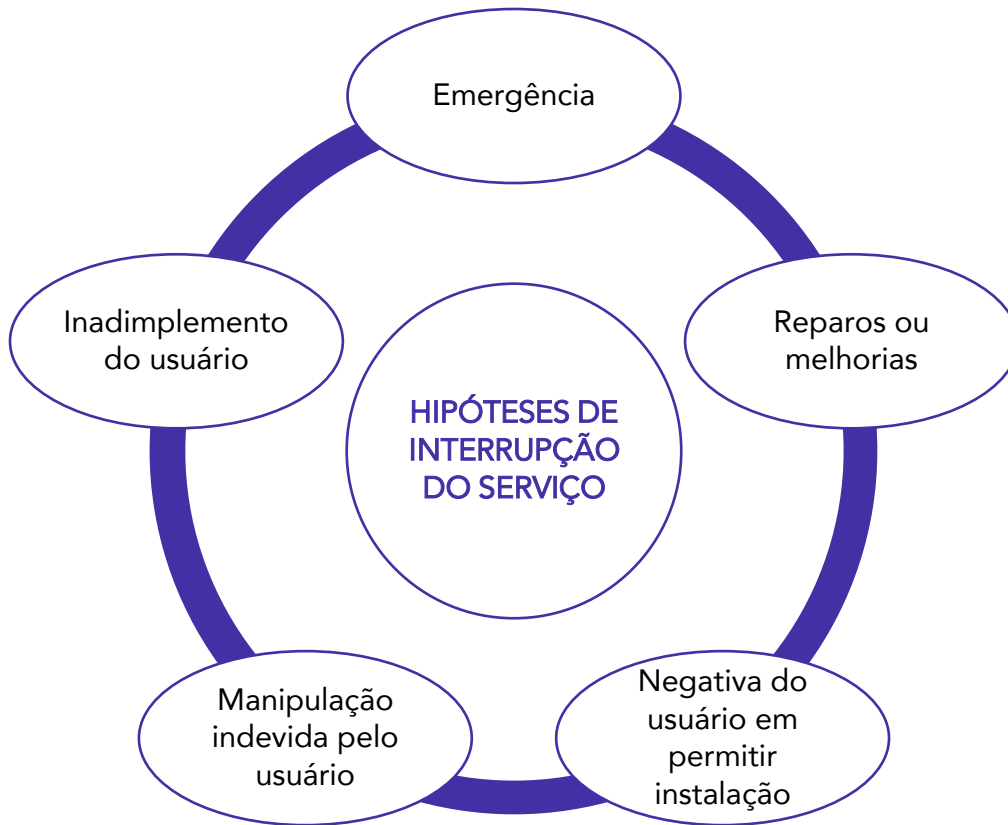 Emergência
Inadimplemento
do usuário
Reparos ou
melhorias
HIPÓTESES DE
INTERRUPÇÃO
DO SERVIÇO
Manipulação
indevida pelo
usuário
Negativa do
usuário em
permitir
instalação